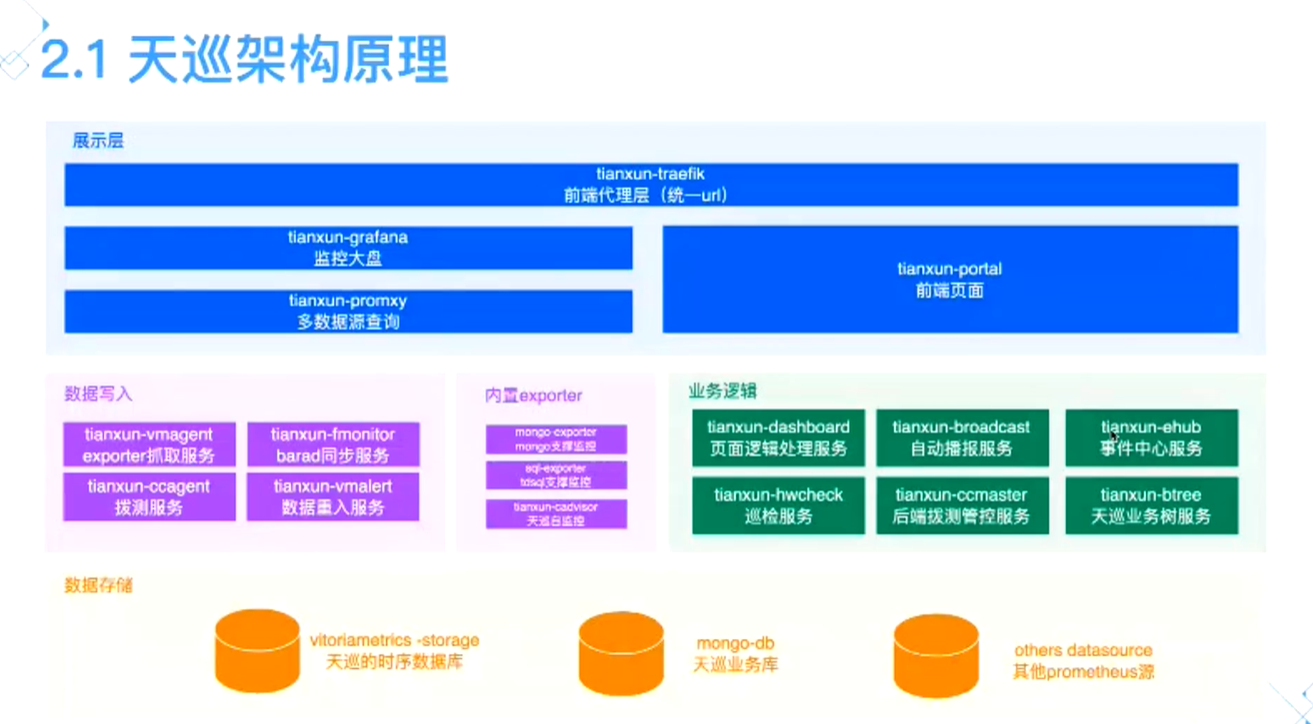 2.1 天巡架构原理
展示层
tianxun-traefik
前端代理层（统一url）
tianxun-grafana
监控大盘
tianxun-promxy
多数据源查询
tianxun-portal
前端页面
数据写入
tianxun-vmagent
exporter抓取服务
tianxun-fmonitor
barad同步服务
tianxun-ccagent
拨测服务
tianxun-vmalert
数据重入服务
内置exporter
mongo-exporter
mongo支撑监控
sql-exporter
tdsql支撑监控
tianxun-cadvisor
天巡自监控
业务逻辑
tianxun-dashboard
页面逻辑处理服务
tianxun-broadcast
自动播报服务
tianxun-ehub
事件中心服务
tianxun-hwcheck
巡检服务
tianxun-ccmaster
后端拨测管控服务
tianxun-btree
天巡业务树服务
数据存储
vitoriametrics -storage
天巡的时序数据库
mongo-db
天巡业务库
others datasource
其他prometheus源